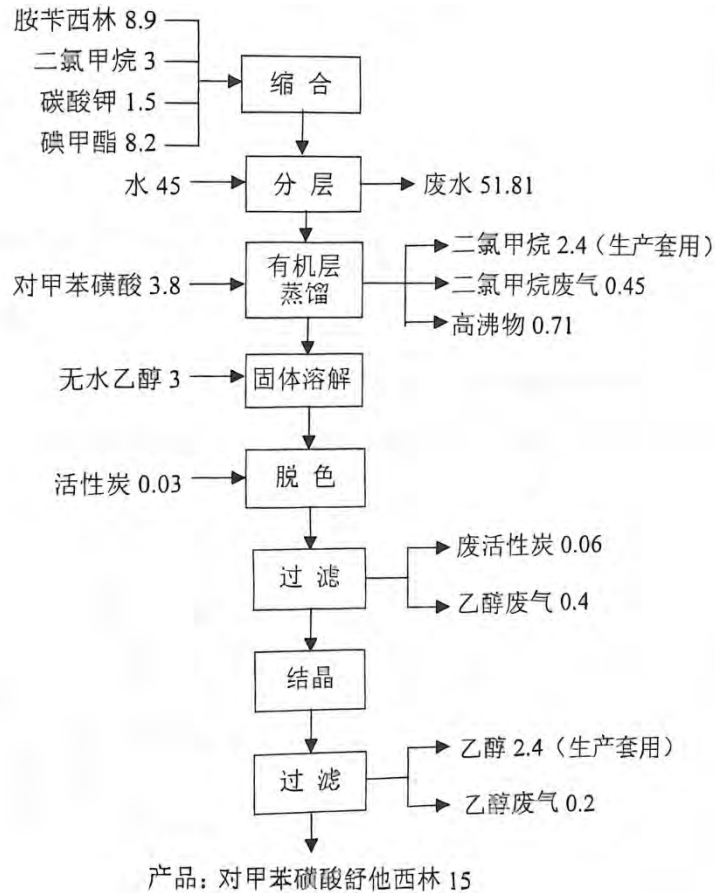 胺苄西林 8.9
二氯甲烷 3
碳酸钾 1.5
碘甲酯 8.2
缩 合
水 45
分 层
废水 51.81
对甲苯磺酸 3.8
有机层
蒸馏
二氯甲烷 2.4（生产套用）
二氯甲烷废气 0.45
高沸物 0.71
无水乙醇 3
固体溶解
活性炭 0.03
脱 色
过 滤
废活性炭 0.06
乙醇废气 0.4
结晶
过 滤
乙醇 2.4（生产套用）
乙醇废气 0.2
产品：对甲苯磺酸舒他西林 15